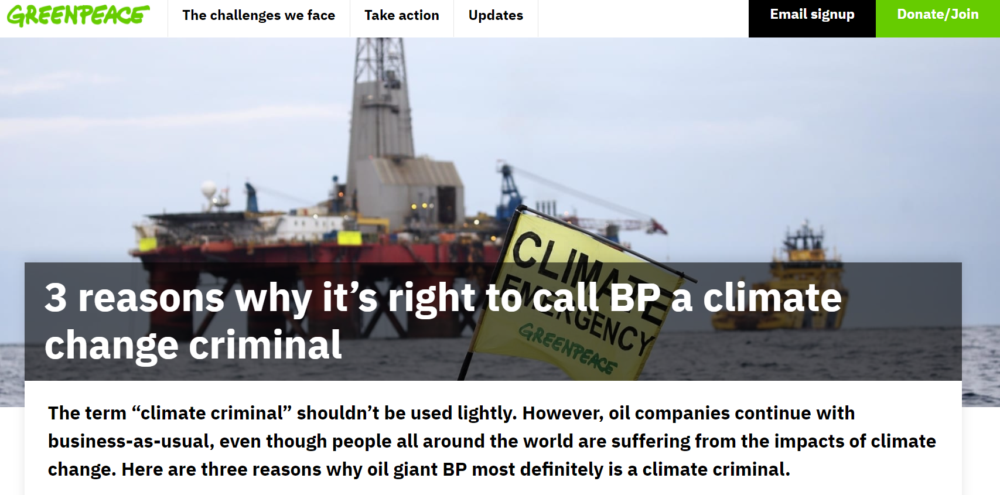 GREENPEACE
The challenges we face
Take action
Updates
Email signup
Donate/Join
CLIMATE
EMERGENCY
GREENPEACE
3 reasons why it’s right to call BP a climate
change criminal
The term “climate criminal” shouldn’t be used lightly. However, oil companies continue with
business-as-usual, even though people all around the world are suffering from the impacts of climate
change. Here are three reasons why oil giant BP most definitely is a climate criminal.